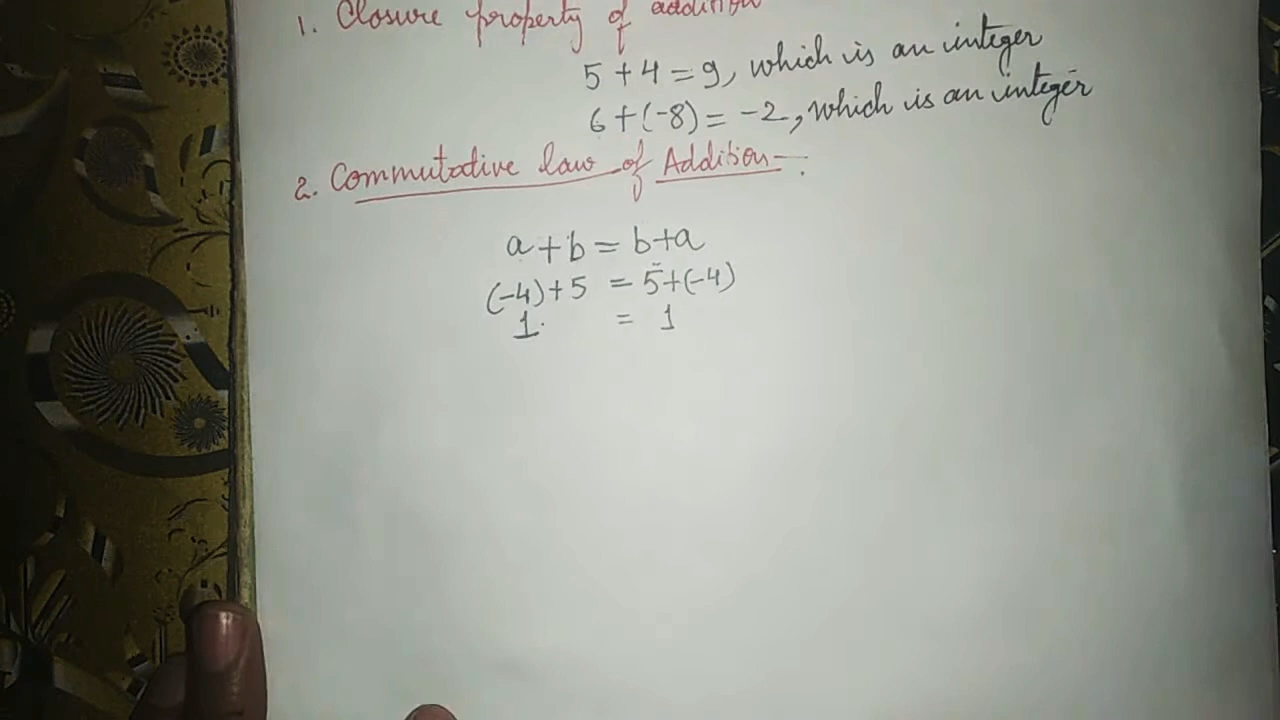 1. Closure property of addition
5 + 4 = 9, which is an integer
6 + (-8) = -2, which is an integer
2. Commutative law of Addition - :
a + b = b + a
(-4) + 5 = 5 + (-4)
1 = 1